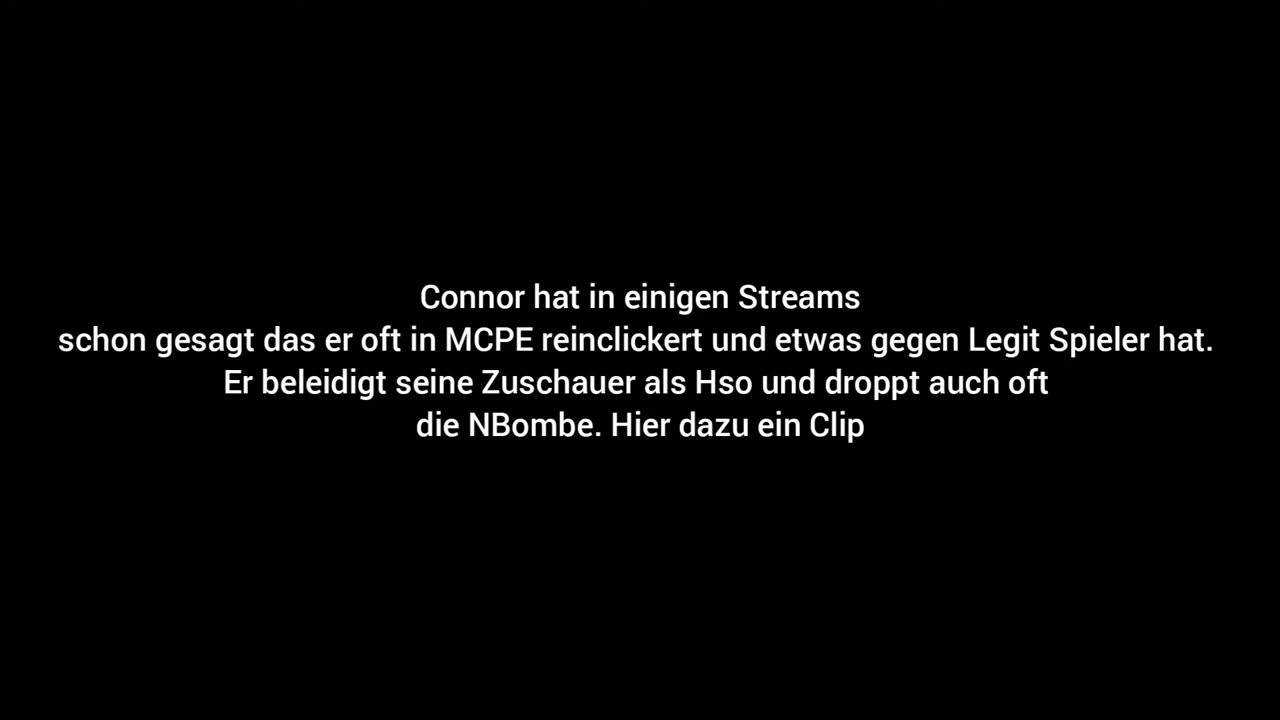 Connor hat in einigen Streams
schon gesagt das er oft in MCPE reinclickert und etwas gegen Legit Spieler hat.
Er beleidigt seine Zuschauer als Hso und droppt auch oft
die NBombe. Hier dazu ein Clip